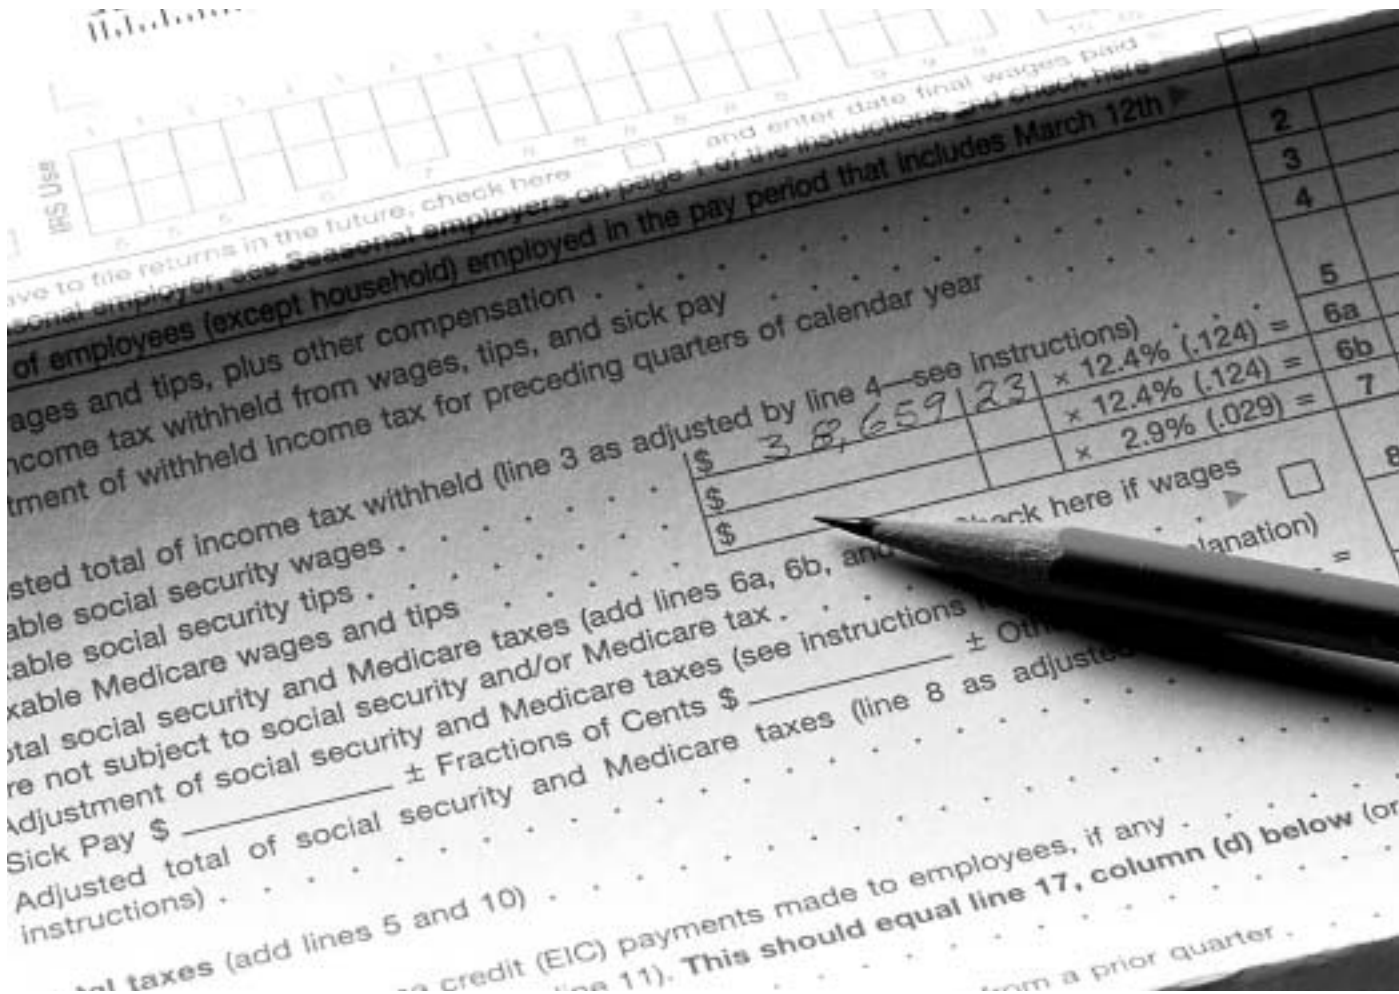 IRS Use
and enter date final wages paid
ave to file returns in the future, check here
sonal employer, see Seasonal employers on page 1 of the instructions and check here
of employees (except household) employed in the pay period that includes March 12th
ages and tips, plus other compensation . . . . . . . . . . 2
ncome tax withheld from wages, tips, and sick pay . . . . . . . 3
tment of withheld income tax for preceding quarters of calendar year . . . . 4
sted total of income tax withheld (line 3 as adjusted by line 4—see instructions) . . . 5
able social security wages . . . . . $ 38,659 23 × 12.4% (.124) = 6a
able social security tips . . . . . $ × 12.4% (.124) = 6b
xable Medicare wages and tips . . . $ × 2.9% (.029) = 7
otal social security and Medicare taxes (add lines 6a, 6b, and check here if wages
re not subject to social security and/or Medicare tax . . . 8
Adjustment of social security and Medicare taxes (see instructions lanation)
Sick Pay $ ± Fractions of Cents $ ± Oth =
Adjusted total of social security and Medicare taxes (line 8 as adjusted
instructions) . . . . . . . .
tal taxes (add lines 5 and 10) . . . . . . .
credit (EIC) payments made to employees, if any . . .
line 11). This should equal line 17, column (d) below (or
from a prior quarter . . .